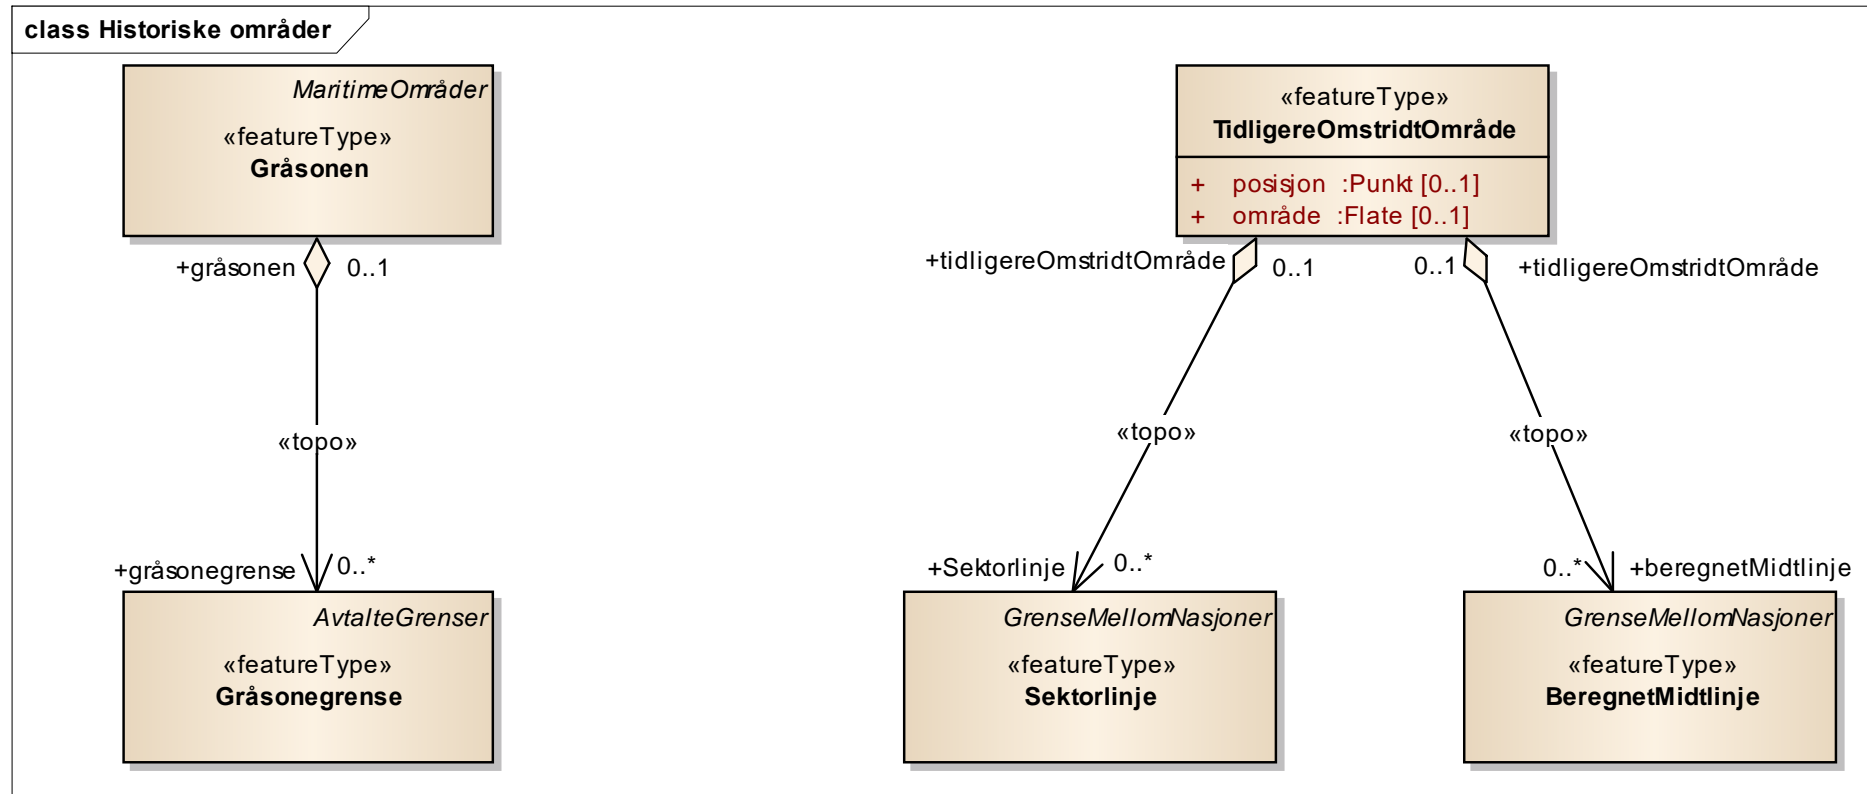 class Historiske områder
MaritimeOmråder
«featureType»
Gråsonen
+gråsonen
0..1
«topo»
+gråsonegrense
0..*
AvtalteGrenser
«featureType»
Gråsonegrense
«featureType»
TidligereOmstridtOmråde
+ posisjon :Punkt [0..1]
+ område :Flate [0..1]
+tidligereOmstridtOmråde
0..1
0..1
+tidligereOmstridtOmråde
«topo»
«topo»
+Sektorlinje
0..*
0..*
+beregnetMidtlinje
GrenseMellomNasjoner
«featureType»
Sektorlinje
GrenseMellomNasjoner
«featureType»
BeregnetMidtlinje